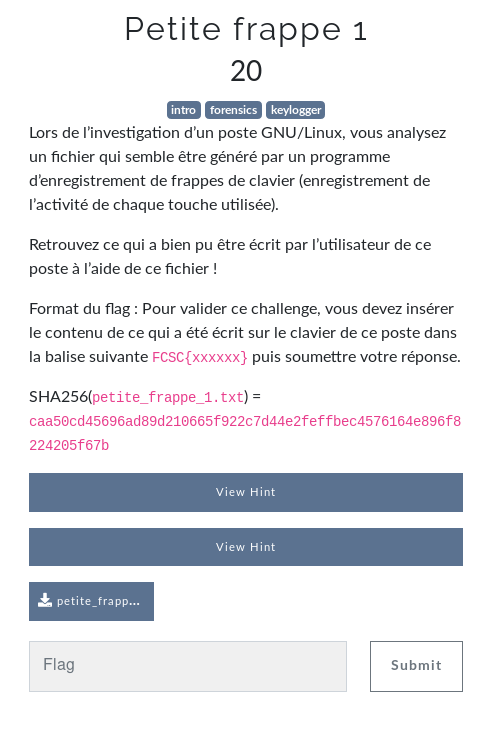 Petite frappe 1
20
intro forensics keylogger
Lors de l'investigation d'un poste GNU/Linux, vous analysez
un fichier qui semble être généré par un programme
d'enregistrement de frappes de clavier (enregistrement de
l'activité de chaque touche utilisée).
Retrouvez ce qui a bien pu être écrit par l'utilisateur de ce
poste à l'aide de ce fichier !
Format du flag : Pour valider ce challenge, vous devez insérer
le contenu de ce qui a été écrit sur le clavier de ce poste dans
la balise suivante FCSC{xxxxxx} puis soumettre votre réponse.
SHA256(petite_frappe_1.txt) =
caa50cd45696ad89d210665f922c7d44e2feffbec4576164e896f8
224205f67b
View Hint
View Hint
petite_frapp...
Flag
Submit